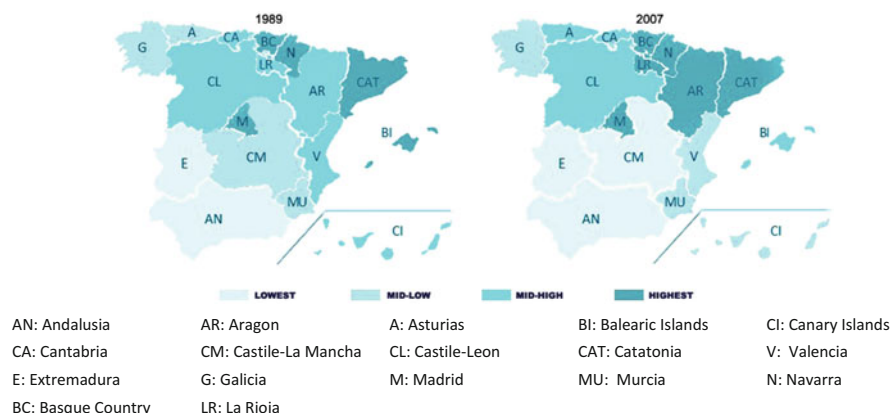 1989
2007
G
A
CA
BC
N
LR
CL
AR
CAT
M
BI
E
CM
V
AN
MU
CI
G
A
CA
BC
N
LR
CL
AR
CAT
M
BI
E
CM
V
AN
MU
CI
LOWEST MID-LOW MID-HIGH HIGHEST
AN: Andalusia AR: Aragon A: Asturias BI: Balearic Islands CI: Canary Islands
CA: Cantabria CM: Castile-La Mancha CL: Castile-Leon CAT: Catatonia V: Valencia
E: Extremadura G: Galicia M: Madrid MU: Murcia N: Navarra
BC: Basque Country LR: La Rioja